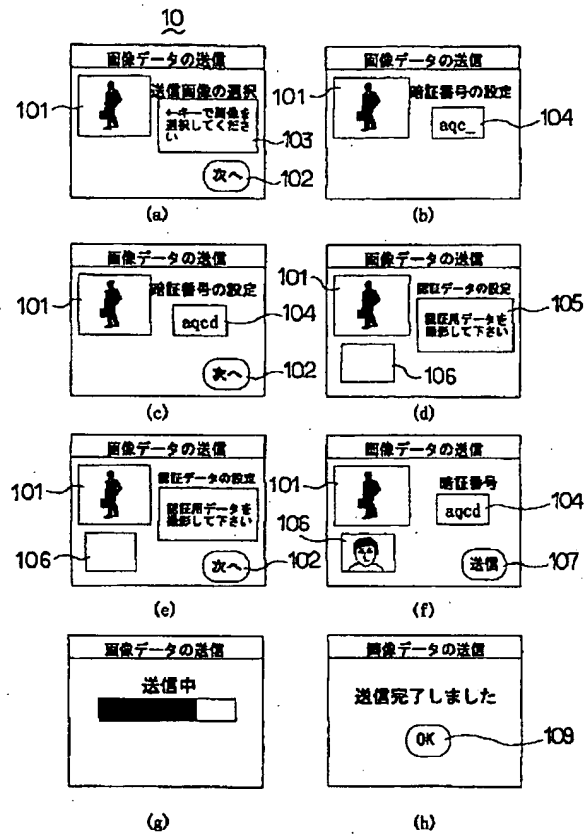 10
画像データの送信
101
送信画像の選択
←キーで画像を
選択してくださ
い
103
次へ
102
(a)
画像データの送信
101
暗証番号の設定
aqc_
104
(b)
画像データの送信
101
暗証番号の設定
aqcd
104
次へ
102
(c)
画像データの送信
101
認証データの設定
認証用データを
撮影して下さい
105
106
(d)
画像データの送信
101
認証データの設定
認証用データを
撮影して下さい
106
次へ
102
(e)
画像データの送信
101
暗証番号
aqcd
104
106
送信
107
(f)
画像データの送信
送信中
(g)
画像データの送信
送信完了しました
OK
109
(h)